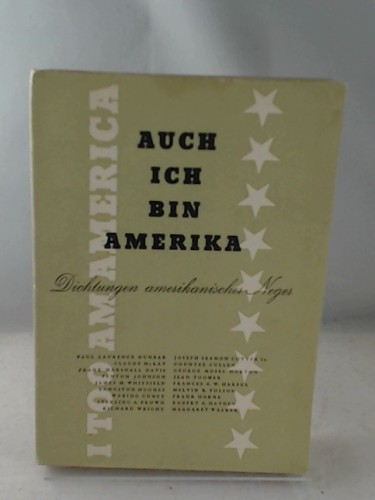 I TOO AM AMERICA
AUCH
ICH
BIN
AMERIKA
Dichtungen amerikanischer Neger
PAUL LAURENCE DUNBAR
CLAUDE McKAY
FRANK MARSHALL DAVIS
FENTON JOHNSON
JAMES M. WHITFIELD
LANGSTON HUGHES
WARING CUNEY
STERLING A. BROWN
RICHARD WRIGHT
JOSEPH SEAMON COTTER Jr.
COUNTEE CULLEN
GEORGE MOSES HORTON
JEAN TOOMER
FRANCES E. W. HARPER
MELVIN B. TOLSON
FRANK HORNE
ROBERT E. HAYDEN
MARGARET WALKER